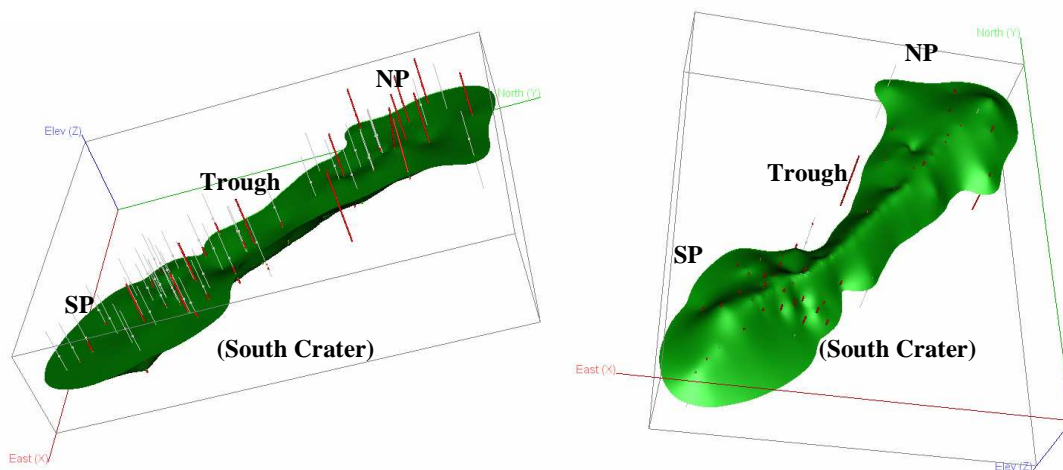 NP
North (Y)
Elev (Z)
Trough
SP
(South Crater)
East (X)
NP
North (Y)
Trough
SP
(South Crater)
East (X)
Elev (Z)